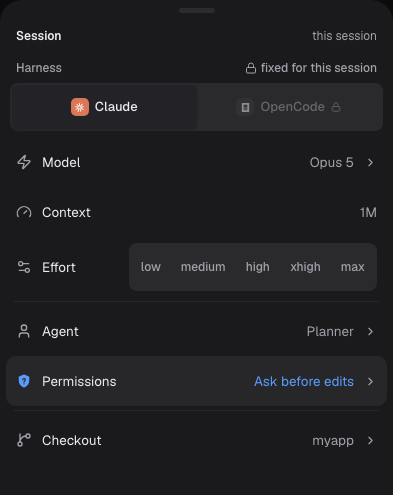 Session this session
Harness fixed for this session
Claude OpenCode
Model Opus 5
Context 1M
Effort low medium high xhigh max
Agent Planner
Permissions Ask before edits
Checkout myapp